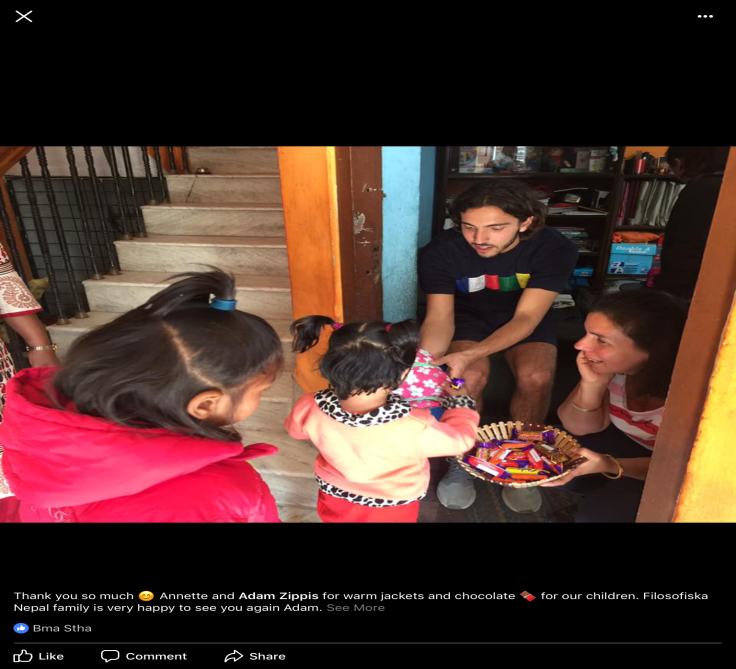 Double A
Thank you so much 😊 Annette and Adam Zippis for warm jackets and chocolate 🍫 for our children. Filosofiska
Nepal family is very happy to see you again Adam. See More
Bma Stha
Like Comment Share